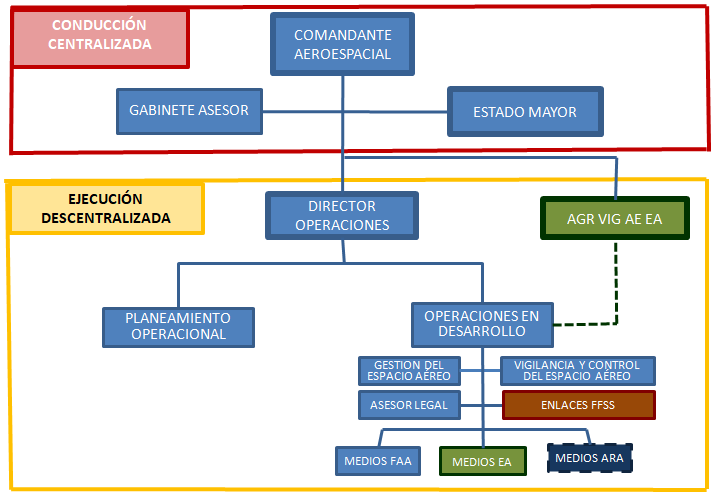 CONDUCCIÓN
CENTRALIZADA
COMANDANTE
AEROESPACIAL
GABINETE ASESOR
ESTADO MAYOR
EJECUCIÓN
DESCENTRALIZADA
DIRECTOR
OPERACIONES
AGR VIG AE EA
PLANEAMIENTO
OPERACIONAL
OPERACIONES EN
DESARROLLO
GESTION DEL
ESPACIO AÉREO
VIGILANCIA Y CONTROL
DEL ESPACIO AÉREO
ASESOR LEGAL
ENLACES FFSS
MEDIOS FAA
MEDIOS EA
MEDIOS ARA